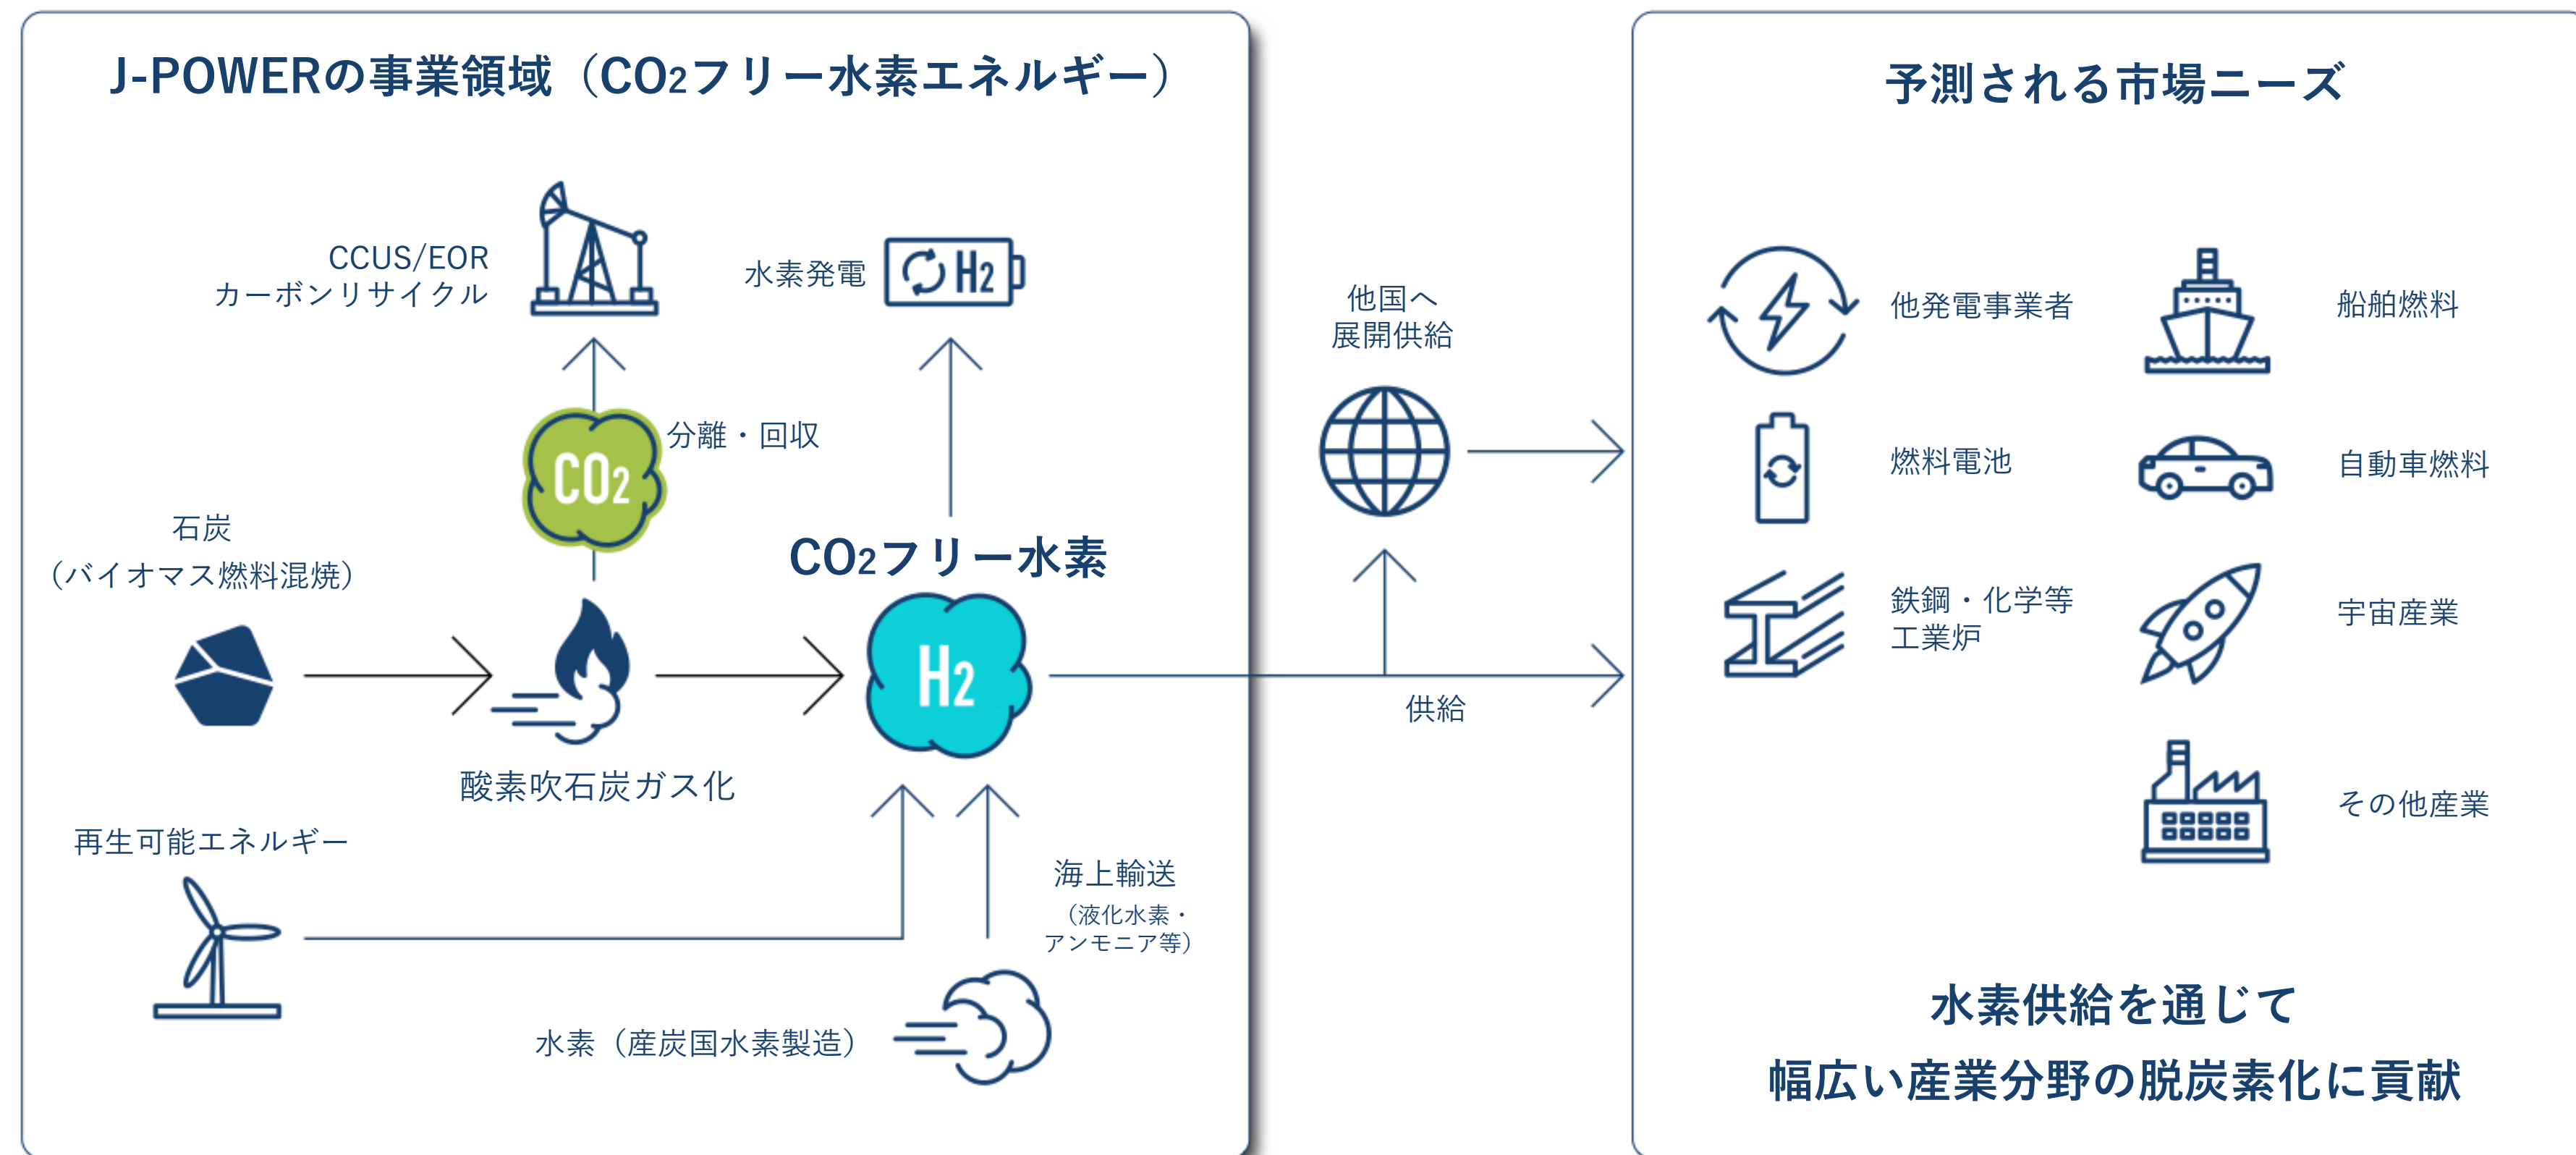 J-POWERの事業領域（CO2フリー水素エネルギー）
CCUS/EOR
カーボンリサイクル
水素発電
H2
CO2
分離・回収
石炭
（バイオマス燃料混焼）
CO2フリー水素
H2
酸素吹石炭ガス化
再生可能エネルギー
海上輸送
（液化水素・
アンモニア等）
水素（産炭国水素製造）
他国へ
展開供給
供給
予測される市場ニーズ
他発電事業者
船舶燃料
燃料電池
自動車燃料
鉄鋼・化学等
工業炉
宇宙産業
その他産業
水素供給を通じて
幅広い産業分野の脱炭素化に貢献